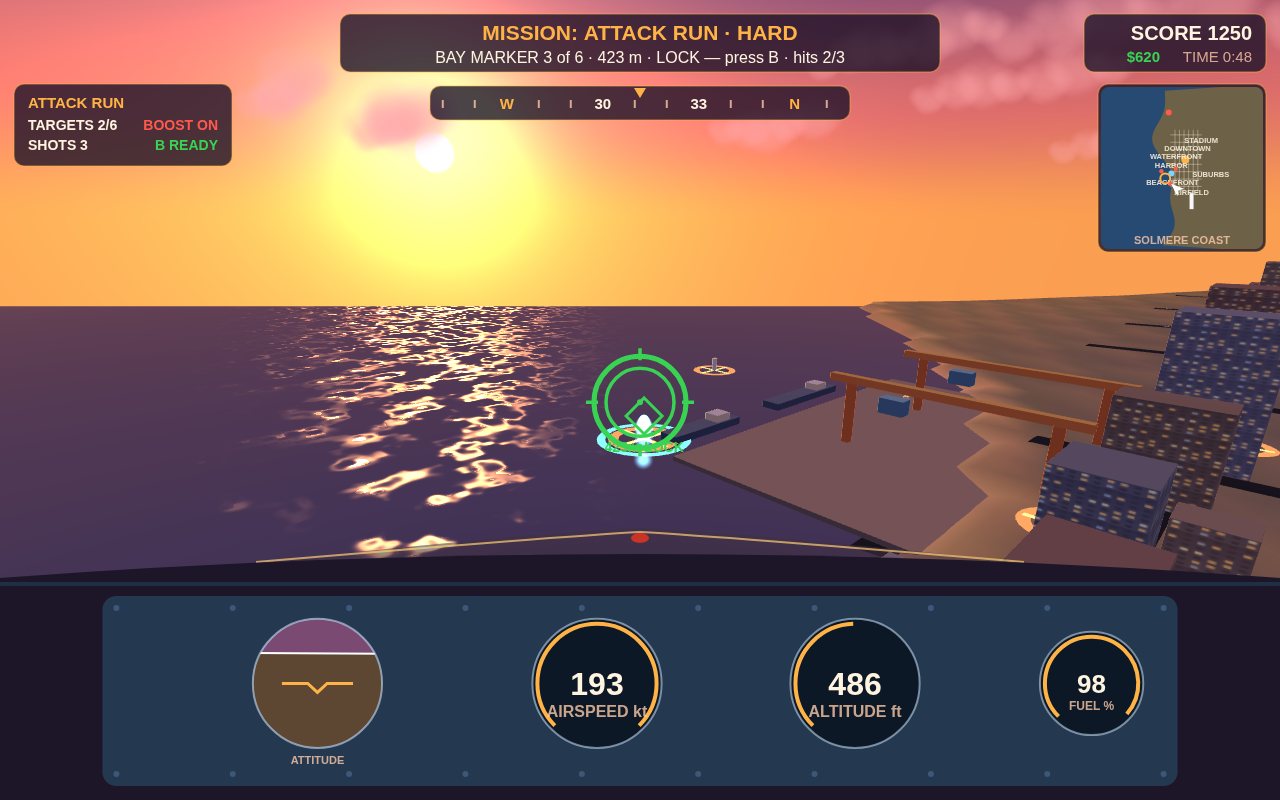 MISSION: ATTACK RUN · HARD
BAY MARKER 3 of 6 · 423 m · LOCK — press B · hits 2/3
SCORE 1250
$620 TIME 0:48
ATTACK RUN
TARGETS 2/6 BOOST ON
SHOTS 3 B READY
W 30 33 N
STADIUM
DOWNTOWN
WATERFRONT
HARBOR
SUBURBS
BEACHFRONT
AIRFIELD
SOLMERE COAST
193
AIRSPEED kt
486
ALTITUDE ft
98
FUEL %
ATTITUDE